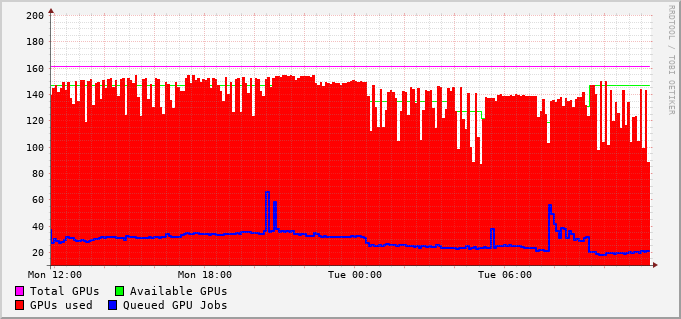 200
180
160
140
120
100
80
60
40
20
Mon 12:00 Mon 18:00 Tue 00:00 Tue 06:00
Total GPUs Available GPUs
GPUs used Queued GPU Jobs
RRDTOOL / TOBI OETIKER